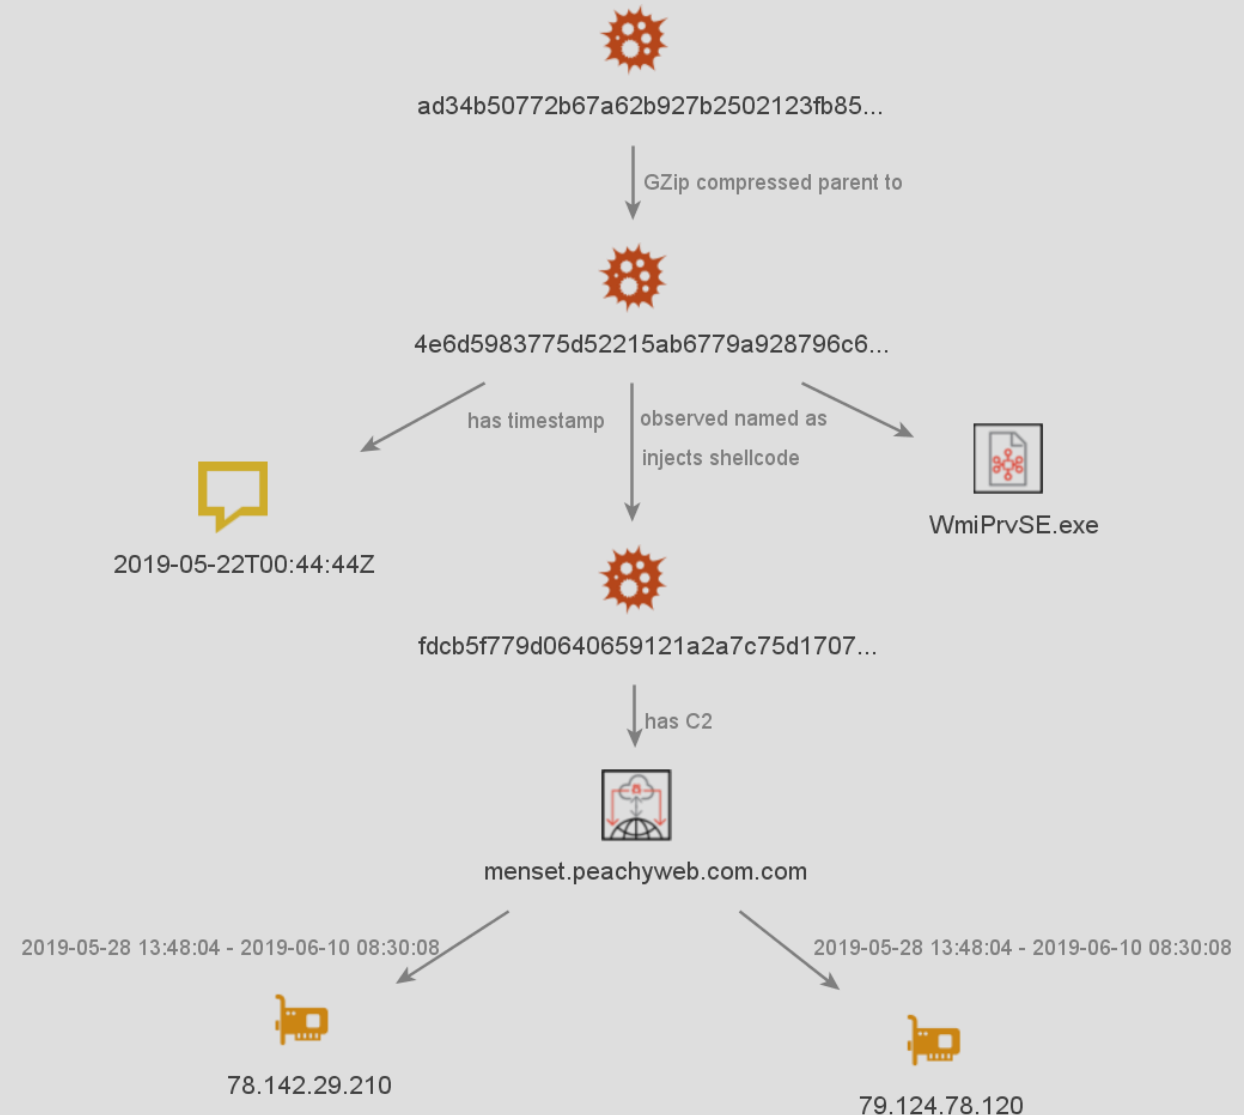 ad34b50772b67a62b927b2502123fb85...
GZip compressed parent to
4e6d5983775d52215ab6779a928796c6...
has timestamp
observed named as
injects shellcode
WmiPrvSE.exe
2019-05-22T00:44:44Z
fdcb5f779d0640659121a2a7c75d1707...
has C2
menset.peachyweb.com.com
2019-05-28 13:48:04 - 2019-06-10 08:30:08
2019-05-28 13:48:04 - 2019-06-10 08:30:08
78.142.29.210
79.124.78.120